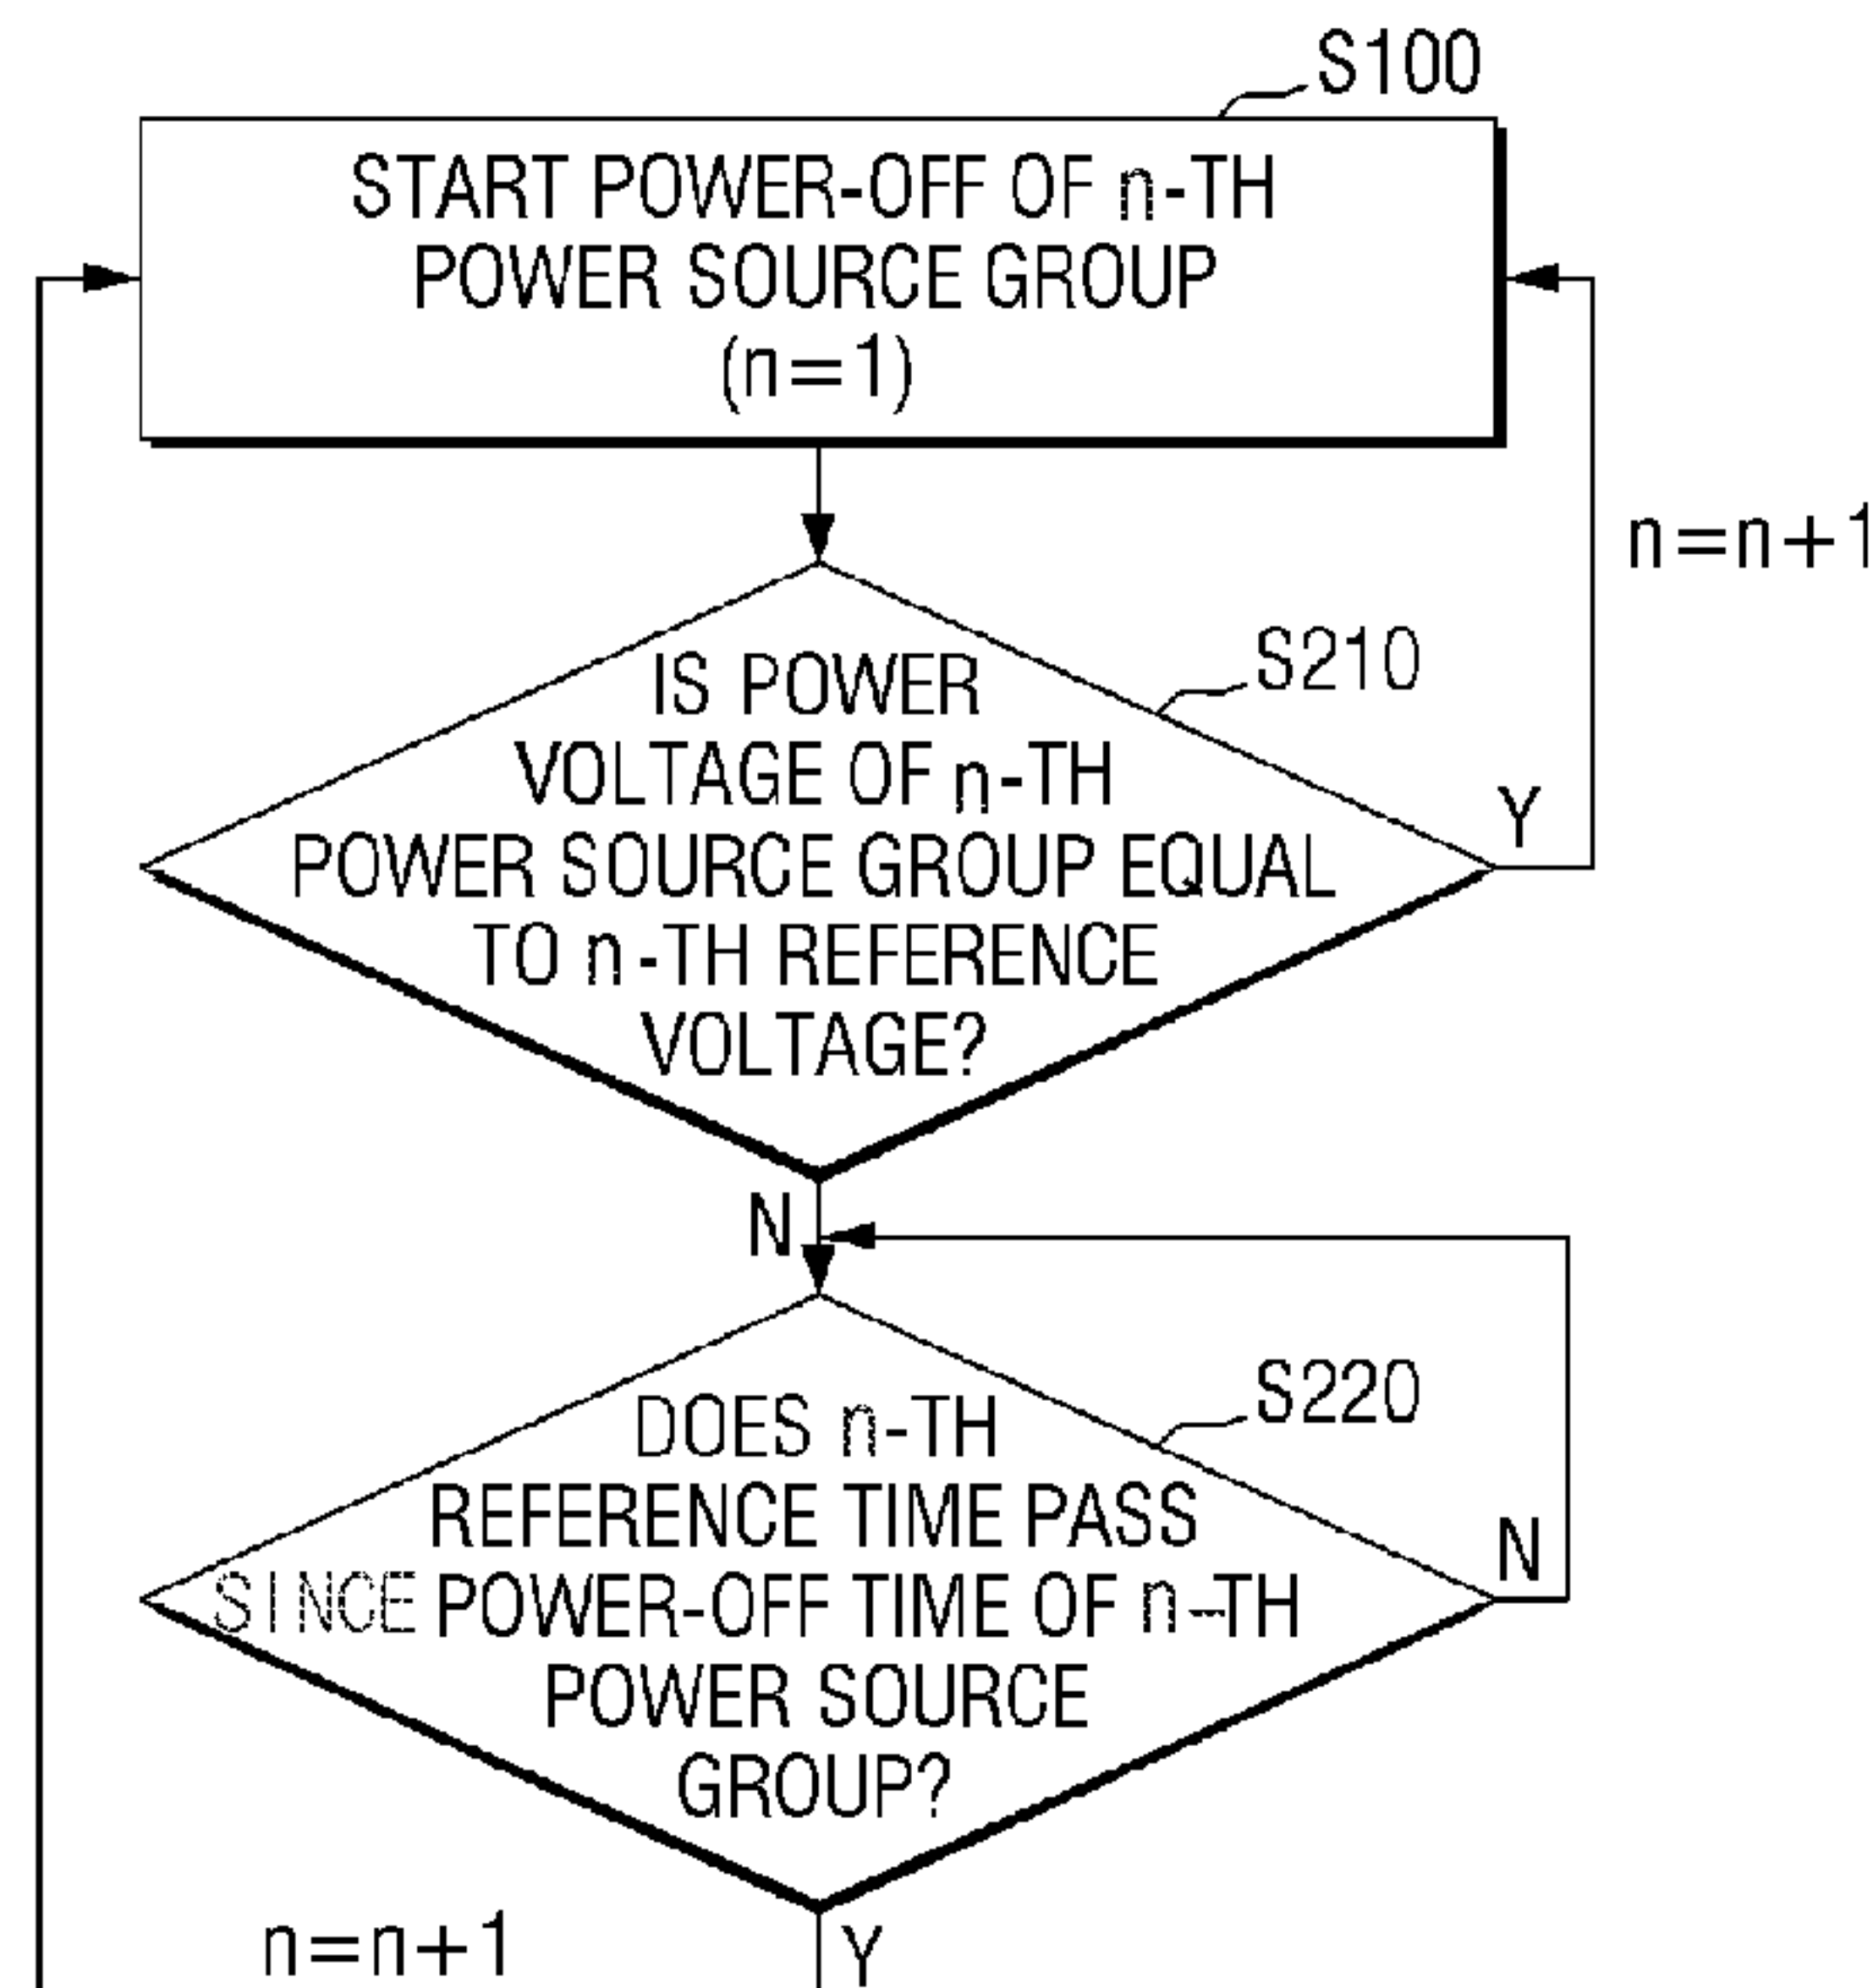 S100
START POWER-OFF OF n-TH
POWER SOURCE GROUP
(n=1)
n=n+1
S210
IS POWER
VOLTAGE OF n-TH
POWER SOURCE GROUP EQUAL
TO n-TH REFERENCE
VOLTAGE?
Y
N
S220
DOES n-TH
REFERENCE TIME PASS
SINCE POWER-OFF TIME OF n-TH
POWER SOURCE
GROUP?
N
n=n+1
Y